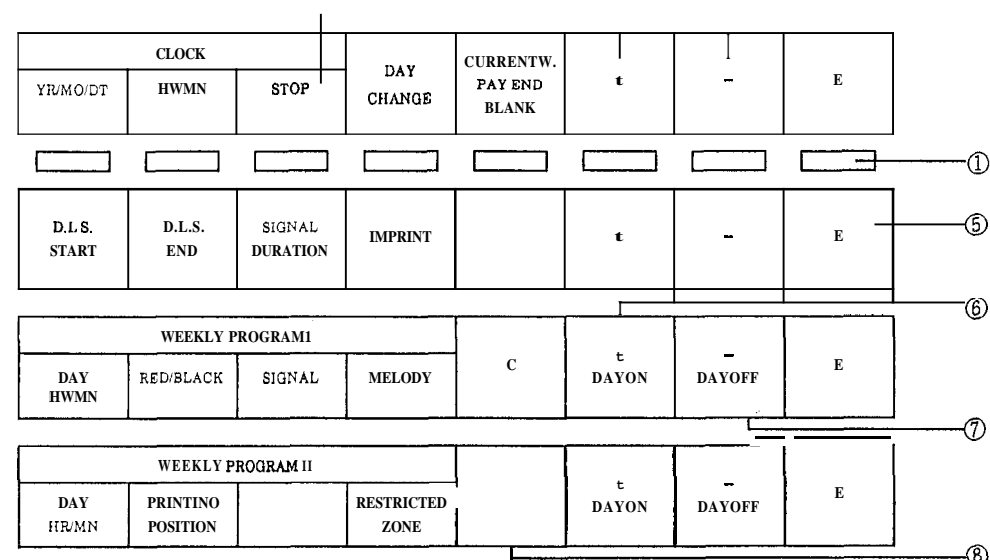 CLOCK
YR/MO/DT
HWMN
STOP
DAY
CHANGE
CURRENTW.
PAY END
BLANK
t
-
E
①
D.L.S.
START
D.L.S.
END
SIGNAL
DURATION
IMPRINT
t
-
E
⑤
⑥
WEEKLY PROGRAM1
DAY
HWMN
RED/BLACK
SIGNAL
MELODY
C
t
DAYON
-
DAYOFF
E
⑦
WEEKLY PROGRAM II
DAY
HR/MN
PRINTINO
POSITION
RESTRICTED
ZONE
t
DAYON
-
DAYOFF
E
⑧